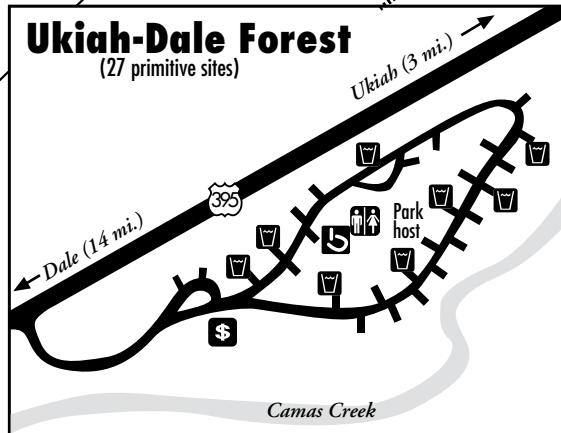 Ukiah-Dale Forest
(27 primitive sites)
Ukiah (3 mi.)
395
Dale (14 mi.)
Park
host
$
Camas Creek